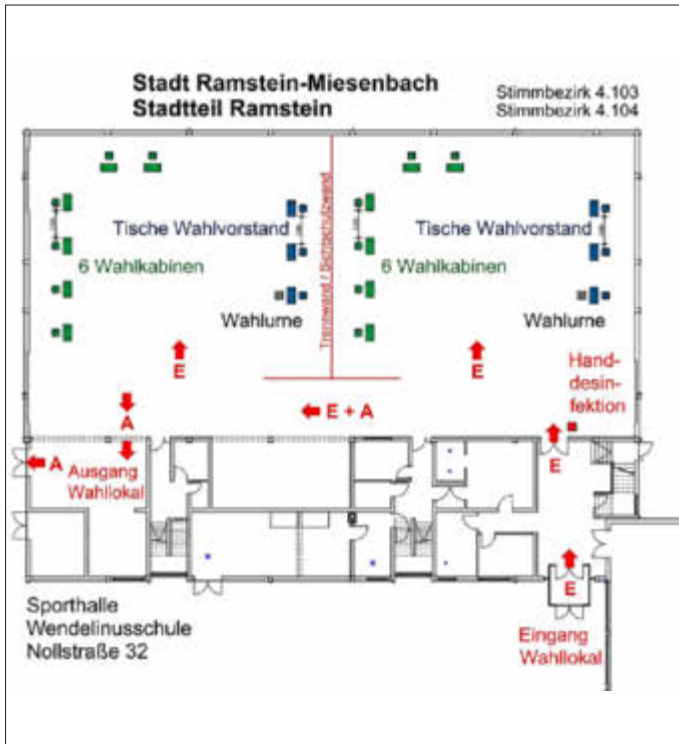 Stadt Ramstein-Miesenbach
Stadtteil Ramstein
Stimmbezirk 4.103
Stimmbezirk 4.104
Tische Wahlvorstand
6 Wahlkabinen
Wahlurne
Trennwand / Sichtschutzwand
Tische Wahlvorstand
6 Wahlkabinen
Wahlurne
E
E
Hand-
desin-
fektion
A
E + A
E
A
Ausgang
Wahllokal
E
Eingang
Wahllokal
Sporthalle
Wendelinusschule
Nollstraße 32